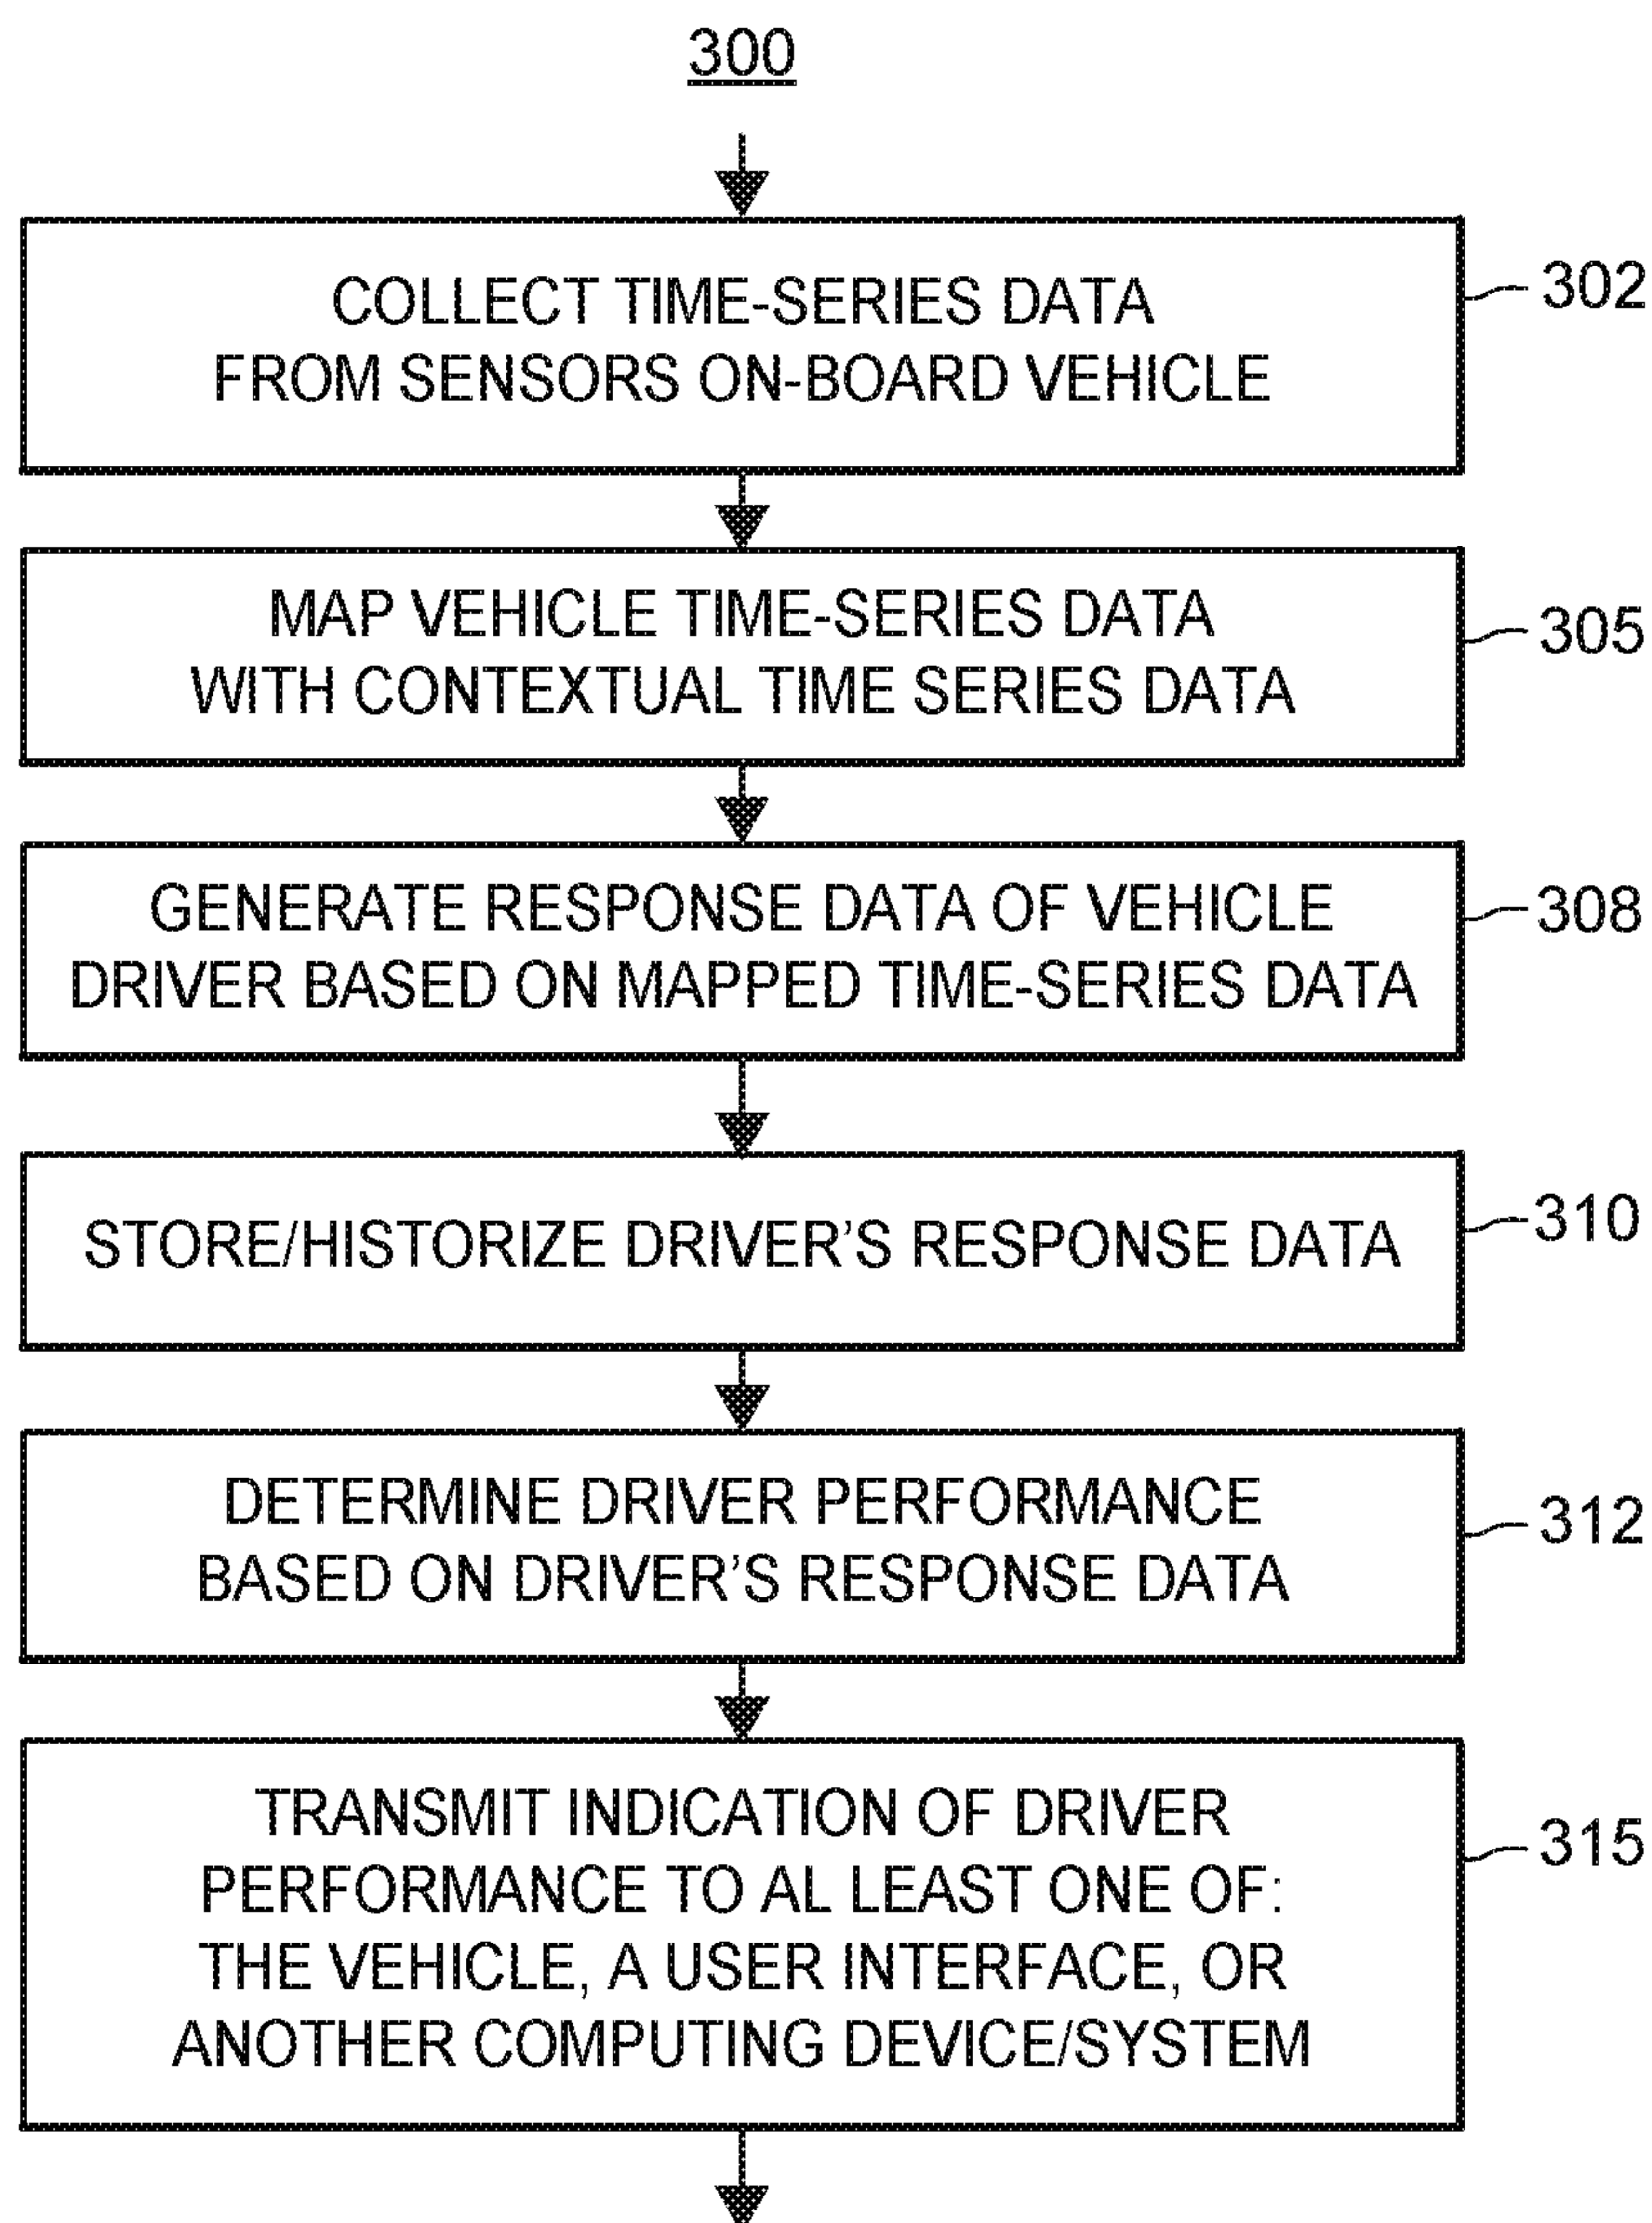 300
COLLECT TIME-SERIES DATA
FROM SENSORS ON-BOARD VEHICLE
302
MAP VEHICLE TIME-SERIES DATA
WITH CONTEXTUAL TIME SERIES DATA
305
GENERATE RESPONSE DATA OF VEHICLE
DRIVER BASED ON MAPPED TIME-SERIES DATA
308
STORE/HISTORIZE DRIVER'S RESPONSE DATA
310
DETERMINE DRIVER PERFORMANCE
BASED ON DRIVER'S RESPONSE DATA
312
TRANSMIT INDICATION OF DRIVER
PERFORMANCE TO AL LEAST ONE OF:
THE VEHICLE, A USER INTERFACE, OR
ANOTHER COMPUTING DEVICE/SYSTEM
315